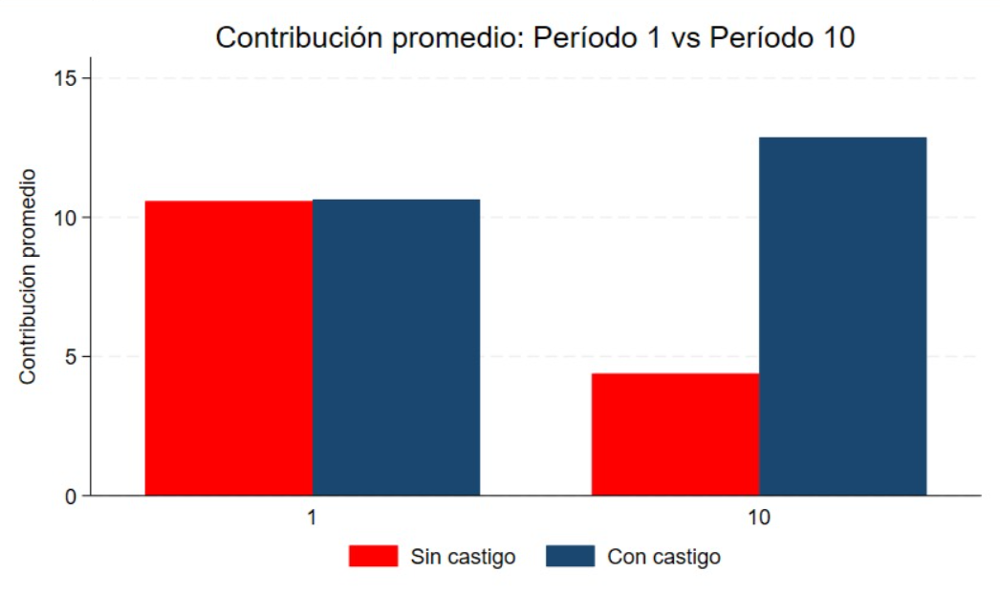 Contribución promedio: Período 1 vs Período 10
Contribución promedio
15
10
5
0
1
10
Sin castigo
Con castigo